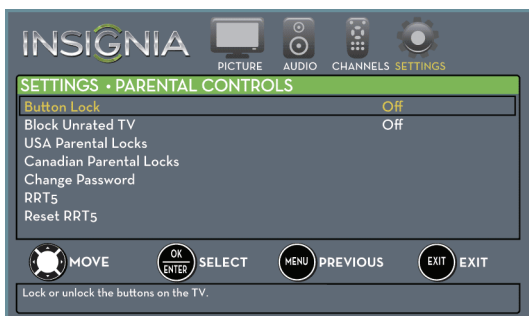 INSIGNIA
PICTURE AUDIO CHANNELS SETTINGS
SETTINGS • PARENTAL CONTROLS
Button Lock Off
Block Unrated TV Off
USA Parental Locks
Canadian Parental Locks
Change Password
RRT5
Reset RRT5
MOVE OK ENTER SELECT MENU PREVIOUS EXIT EXIT
Lock or unlock the buttons on the TV.